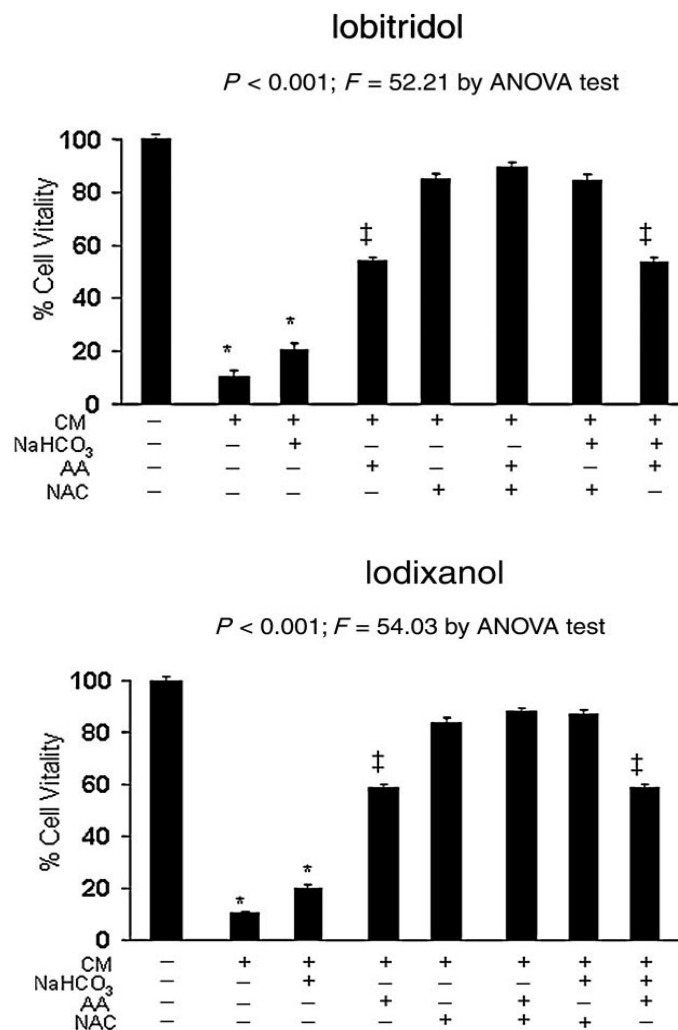 Iobitridol
P < 0.001; F = 52.21 by ANOVA test
% Cell Vitality
100
80
60
40
20
0
*
*
‡
‡
CM − + + + + + + +
NaHCO₃ − − + − − − + +
AA − − − + − + − +
NAC − − − − + + + −
Iodixanol
P < 0.001; F = 54.03 by ANOVA test
% Cell Vitality
100
80
60
40
20
0
*
*
‡
‡
CM − + + + + + + +
NaHCO₃ − − + − − − + +
AA − − − + − + − +
NAC − − − − + + + −